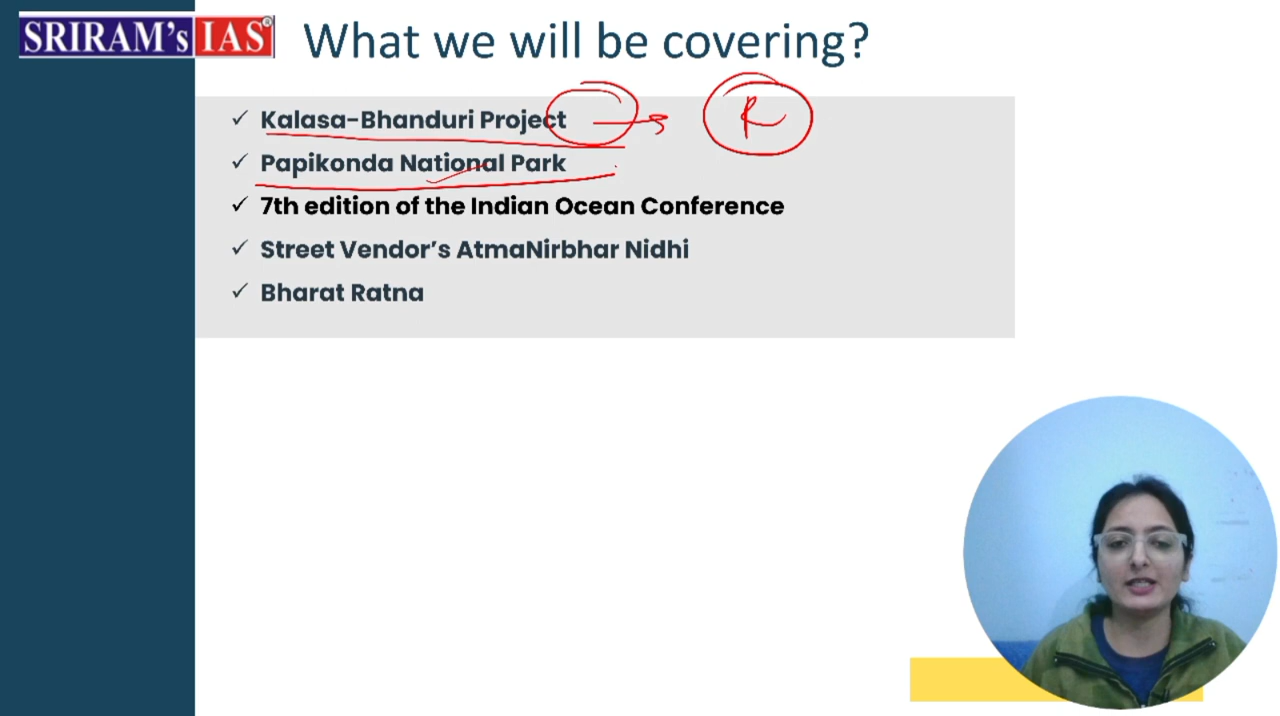 SRIRAM's IAS®
What we will be covering?
✓ Kalasa-Bhanduri Project
R
✓ Papikonda National Park
✓ 7th edition of the Indian Ocean Conference
✓ Street Vendor’s AtmaNirbhar Nidhi
✓ Bharat Ratna